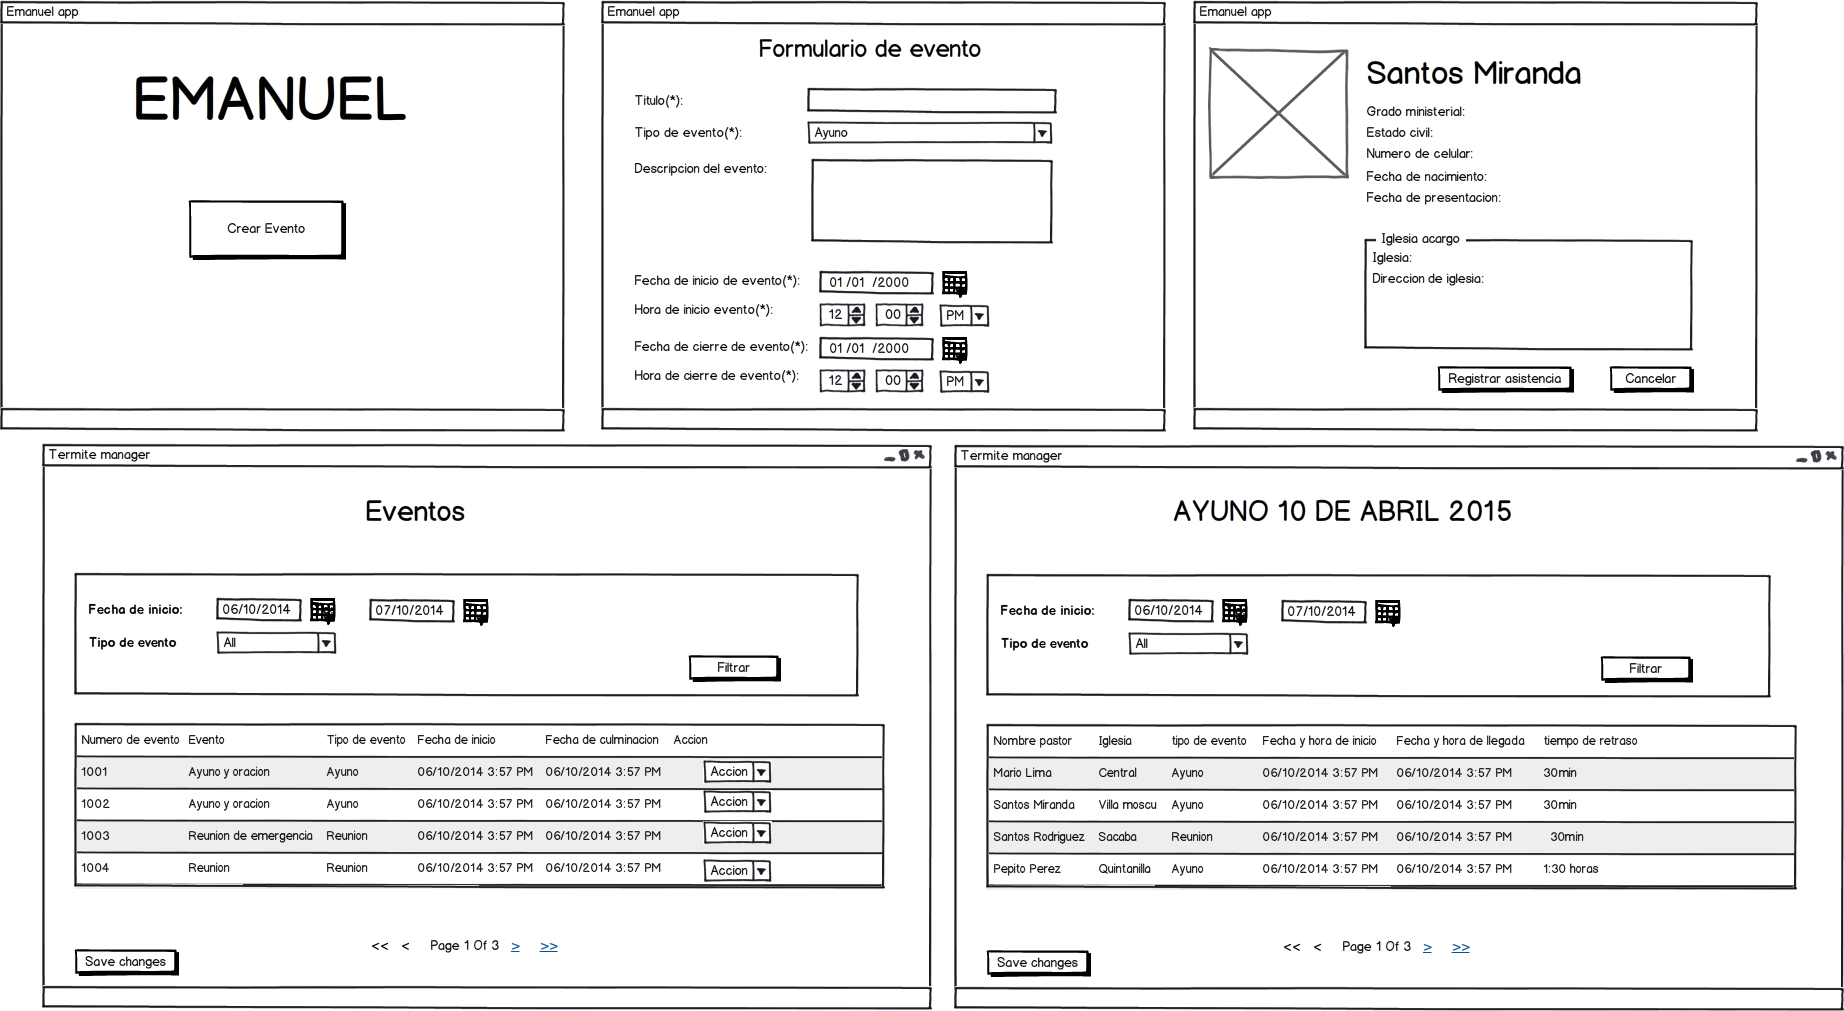 Emanuel app
EMANUEL
Crear Evento
Emanuel app
Formulario de evento
Titulo(*):
Tipo de evento(*): Ayuno
Descripcion del evento:
Fecha de inicio de evento(*): 01 /01 /2000
Hora de inicio evento(*): 12 00 PM
Fecha de cierre de evento(*): 01 /01 /2000
Hora de cierre de evento(*): 12 00 PM
Emanuel app
Santos Miranda
Grado ministerial:
Estado civil:
Numero de celular:
Fecha de nacimiento:
Fecha de presentacion:
Iglesia acargo
Iglesia:
Direccion de iglesia:
Registrar asistencia Cancelar
Termite manager
Eventos
Fecha de inicio: 06/10/2014 07/10/2014
Tipo de evento All
Filtrar
Numero de evento Evento Tipo de evento Fecha de inicio Fecha de culminacion Accion
1001 Ayuno y oracion Ayuno 06/10/2014 3:57 PM 06/10/2014 3:57 PM Accion
1002 Ayuno y oracion Ayuno 06/10/2014 3:57 PM 06/10/2014 3:57 PM Accion
1003 Reunion de emergencia Reunion 06/10/2014 3:57 PM 06/10/2014 3:57 PM Accion
1004 Reunion Reunion 06/10/2014 3:57 PM 06/10/2014 3:57 PM Accion
<< < Page 1 Of 3 > >>
Save changes
Termite manager
AYUNO 10 DE ABRIL 2015
Fecha de inicio: 06/10/2014 07/10/2014
Tipo de evento All
Filtrar
Nombre pastor Iglesia tipo de evento Fecha y hora de inicio Fecha y hora de llegada tiempo de retraso
Mario Lima Central Ayuno 06/10/2014 3:57 PM 06/10/2014 3:57 PM 30min
Santos Miranda Villa moscu Ayuno 06/10/2014 3:57 PM 06/10/2014 3:57 PM 30min
Santos Rodriguez Sacaba Reunion 06/10/2014 3:57 PM 06/10/2014 3:57 PM 30min
Pepito Perez Quintanilla Ayuno 06/10/2014 3:57 PM 06/10/2014 3:57 PM 1:30 horas
<< < Page 1 Of 3 > >>
Save changes